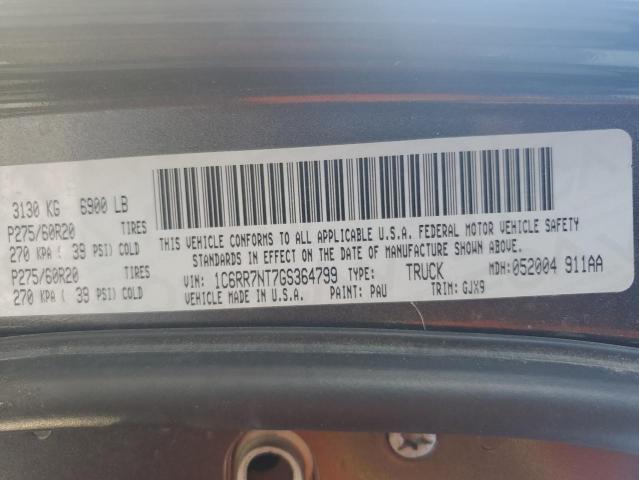 3130 KG 6900 LB
P275/60R20 TIRES
270 KPA ( 39 PSI) COLD
P275/60R20 TIRES
270 KPA ( 39 PSI) COLD
THIS VEHICLE CONFORMS TO ALL APPLICABLE U.S.A. FEDERAL MOTOR VEHICLE SAFETY
STANDARDS IN EFFECT ON THE DATE OF MANUFACTURE SHOWN ABOVE.
VIN: 1C6RR7NT7GS364799 TYPE: TRUCK MDH: 052004 911AA
VEHICLE MADE IN U.S.A. PAINT: PAU TRIM: GJX9